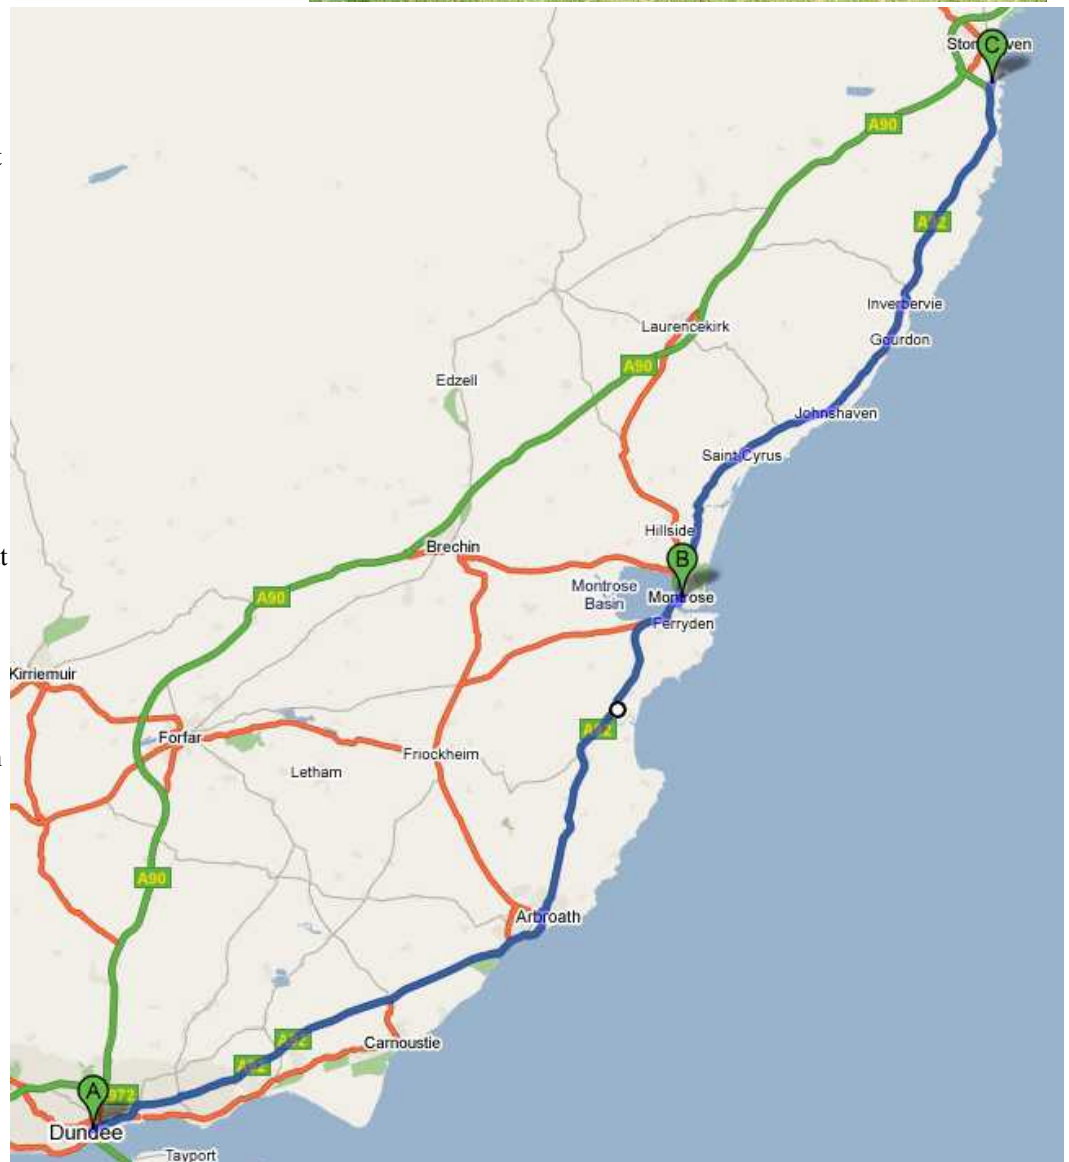 Stonehaven
C
A90
A92
Inverbervie
Laurencekirk
Gourdon
A90
Edzell
Johnshaven
Saint Cyrus
Hillside
Brechin
B
Montrose
Basin
Montrose
A90
Ferryden
Kirriemuir
A92
Forfar
Friockheim
Letham
A90
Arbroath
A92
Carnoustie
A92
A
972
Dundee
Tayport